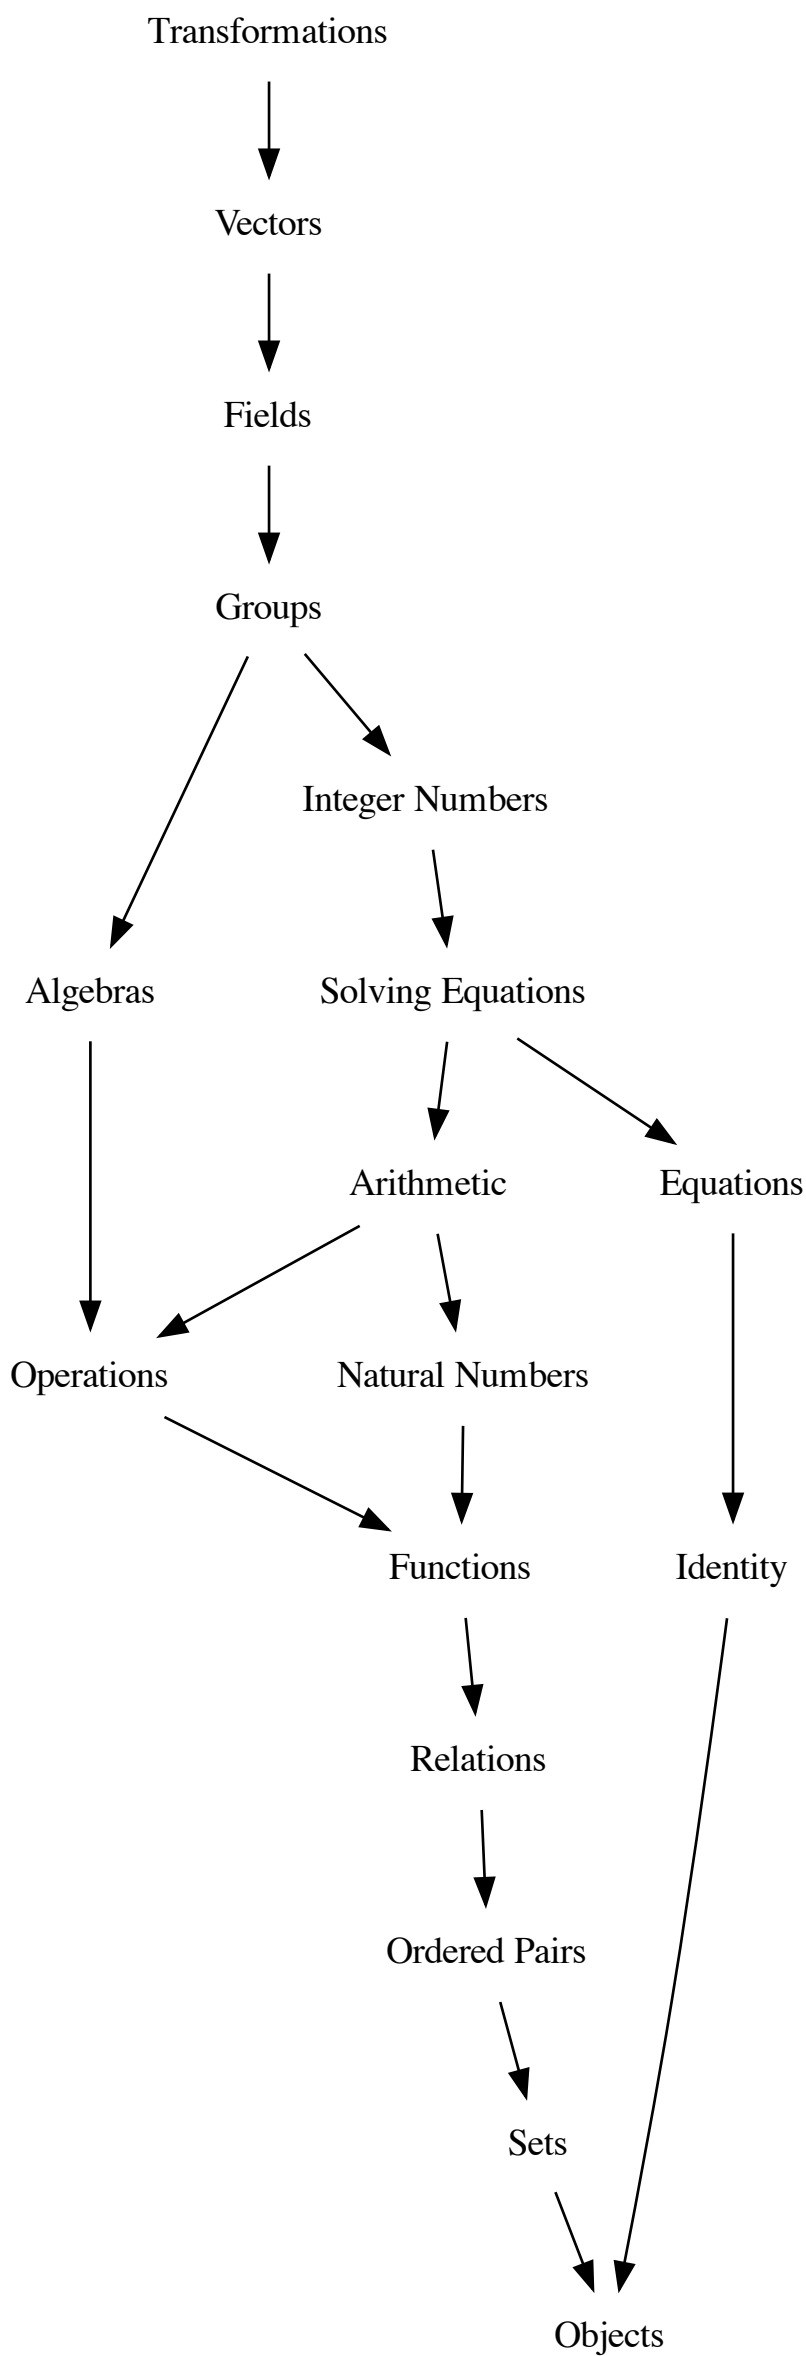 Transformations
Vectors
Fields
Groups
Integer Numbers
Algebras
Solving Equations
Arithmetic
Equations
Operations
Natural Numbers
Functions
Identity
Relations
Ordered Pairs
Sets
Objects